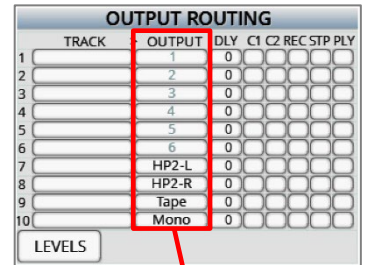 OUTPUT ROUTING
TRACK > OUTPUT DLY C1 C2 REC STP PLY
1 1 0
2 2 0
3 3 0
4 4 0
5 5 0
6 6 0
7 HP2-L 0
8 HP2-R 0
9 Tape 0
10 Mono 0
LEVELS